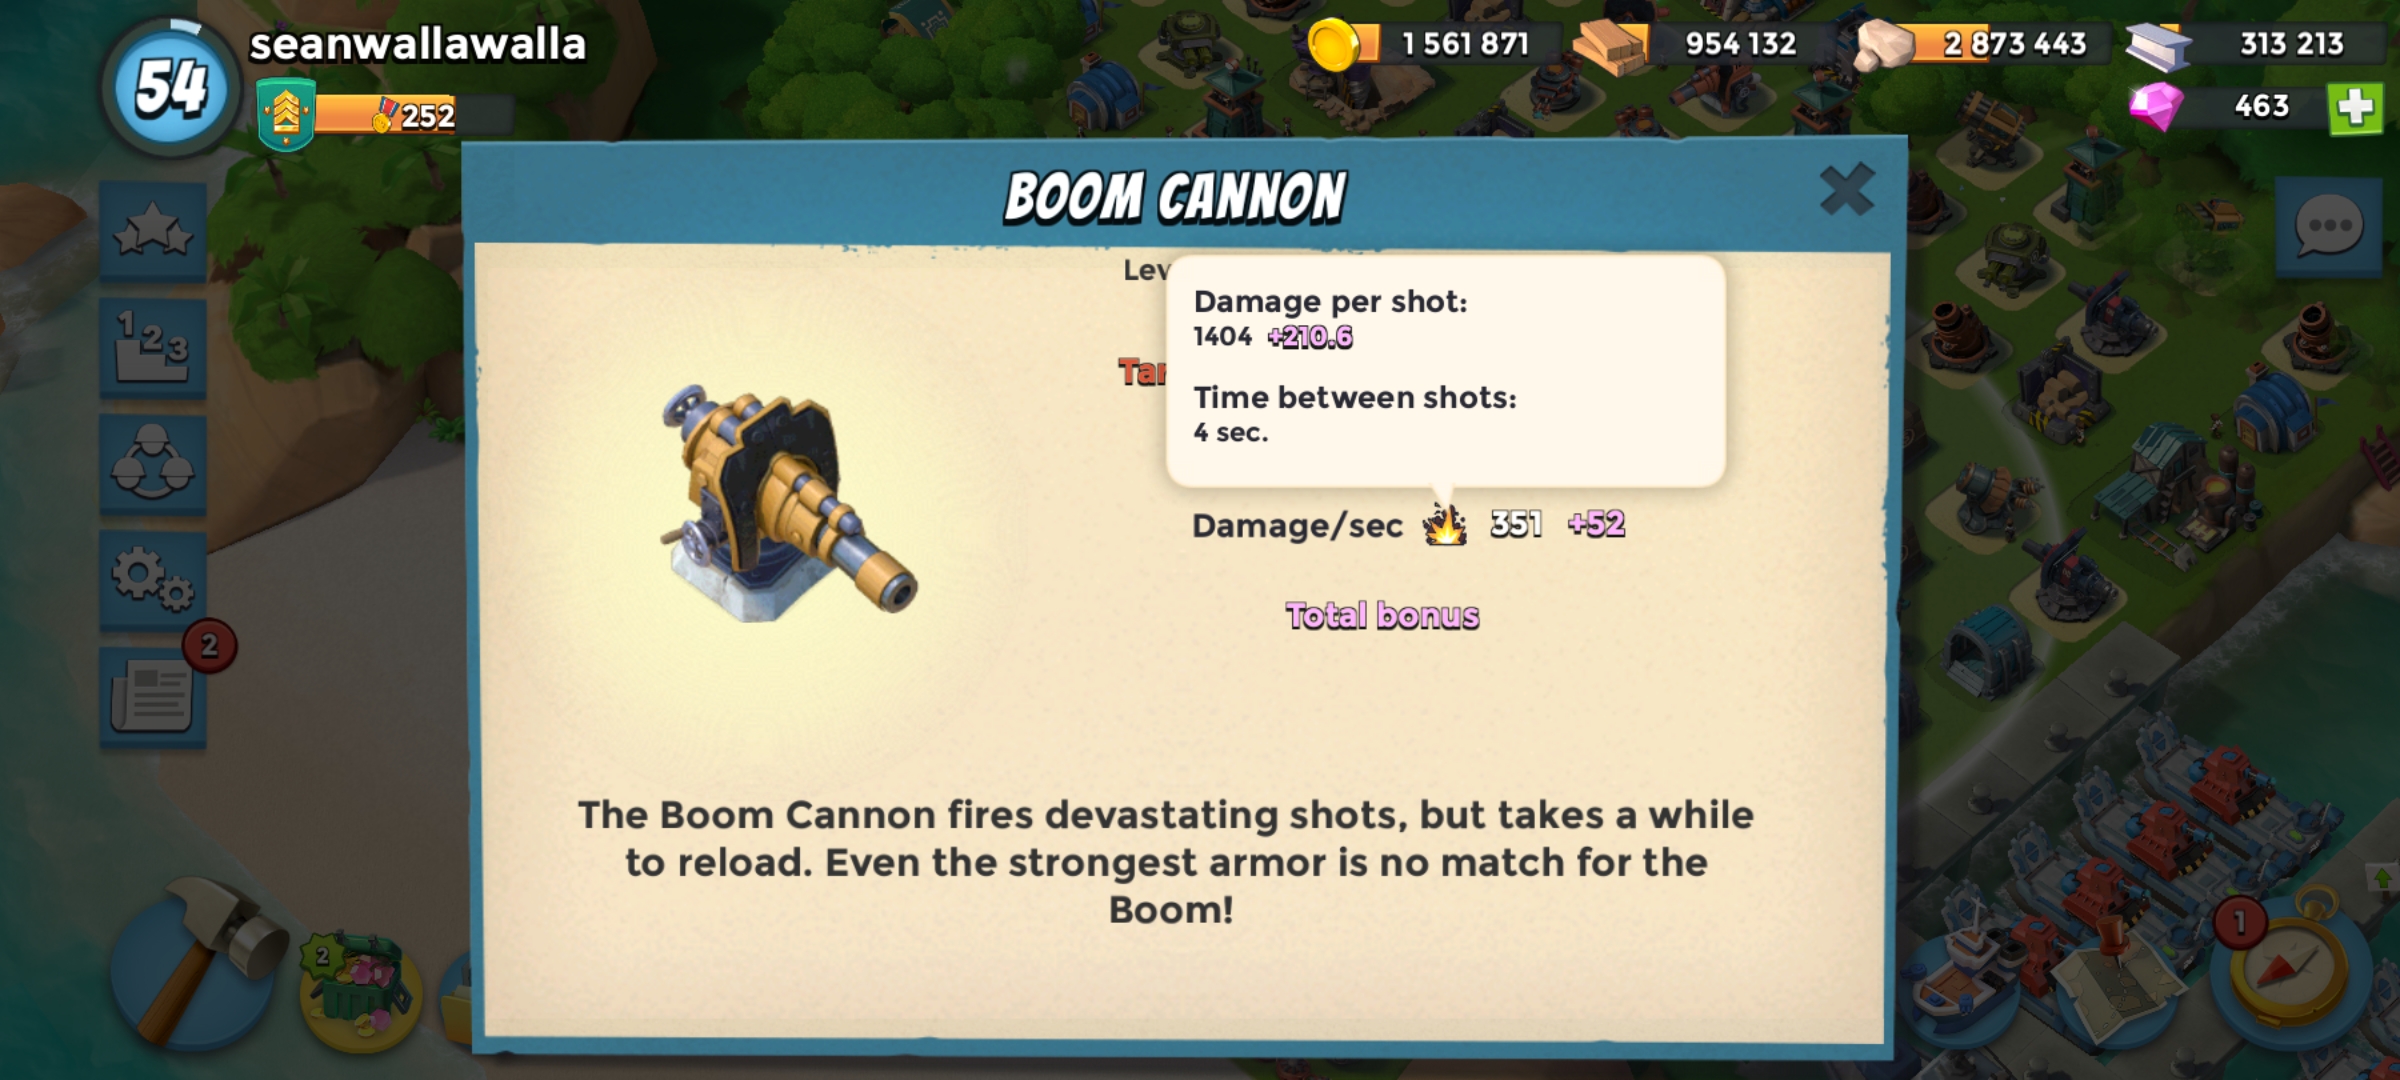 54
seanwallawalla
252
1 561 871
954 132
2 873 443
313 213
463
BOOM CANNON
Damage per shot:
1404 +210.6
Time between shots:
4 sec.
Damage/sec 351 +52
Total bonus
The Boom Cannon fires devastating shots, but takes a while
to reload. Even the strongest armor is no match for the
Boom!
1 2 3
2
2
1